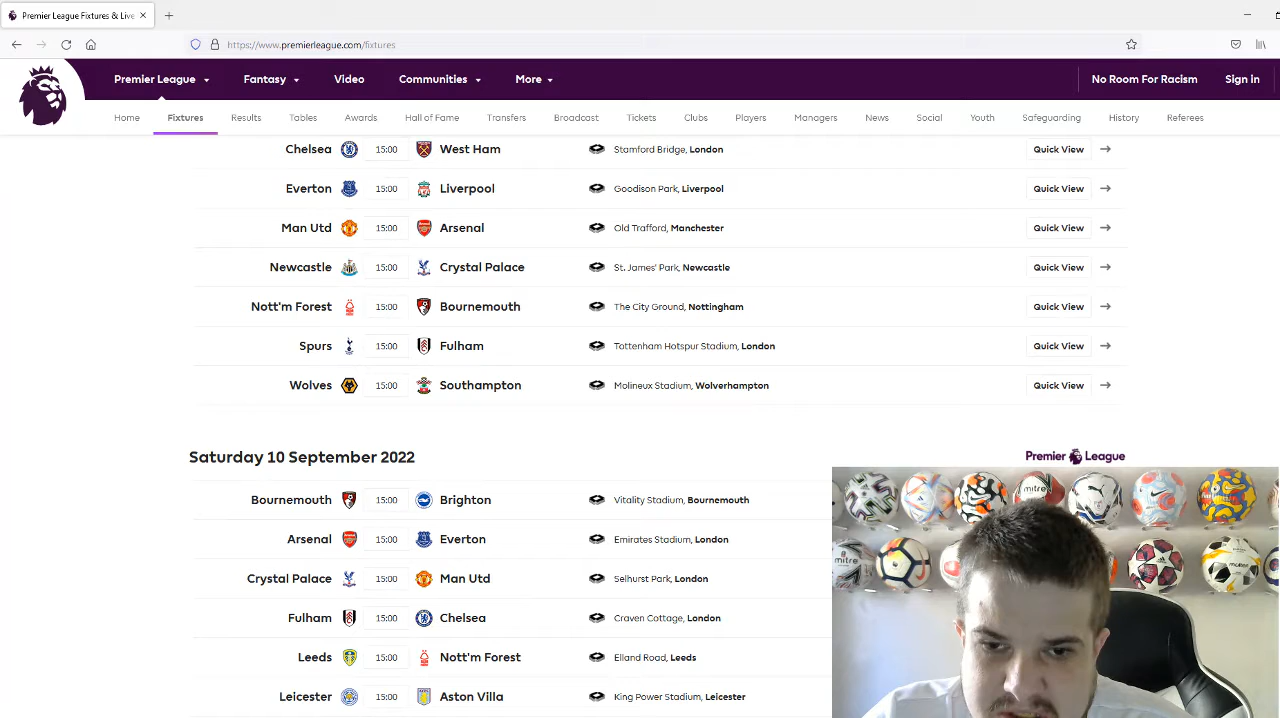 Premier League Fixtures & Live
https://www.premierleague.com/fixtures
Premier League Fantasy Video Communities More No Room For Racism Sign in
Home Fixtures Results Tables Awards Hall of Fame Transfers Broadcast Tickets Clubs Players Managers News Social Youth Safeguarding History Referees
Chelsea 15:00 West Ham Stamford Bridge, London Quick View
Everton 15:00 Liverpool Goodison Park, Liverpool Quick View
Man Utd 15:00 Arsenal Old Trafford, Manchester Quick View
Newcastle 15:00 Crystal Palace St. James' Park, Newcastle Quick View
Nott'm Forest 15:00 Bournemouth The City Ground, Nottingham Quick View
Spurs 15:00 Fulham Tottenham Hotspur Stadium, London Quick View
Wolves 15:00 Southampton Molineux Stadium, Wolverhampton Quick View
Saturday 10 September 2022 Premier League
Bournemouth 15:00 Brighton Vitality Stadium, Bournemouth
Arsenal 15:00 Everton Emirates Stadium, London
Crystal Palace 15:00 Man Utd Selhurst Park, London
Fulham 15:00 Chelsea Craven Cottage, London
Leeds 15:00 Nott'm Forest Elland Road, Leeds
Leicester 15:00 Aston Villa King Power Stadium, Leicester
mitre
mitre
molten